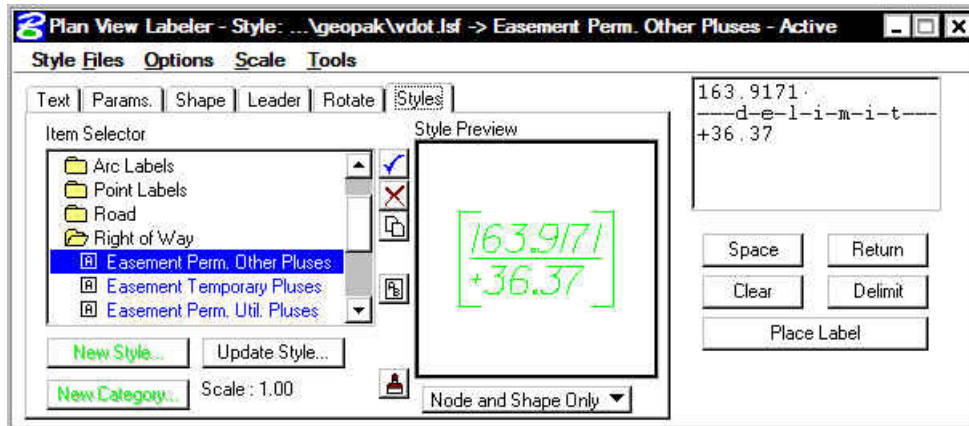 Plan View Labeler - Style: ...\geopak\vdot.lsf -> Easement Perm. Other Pluses - Active
Style Files Options Scale Tools
Text Params. Shape Leader Rotate Styles
Item Selector
Arc Labels
Point Labels
Road
Right of Way
A Easement Perm. Other Pluses
A Easement Temporary Pluses
A Easement Perm. Util. Pluses
New Style...
Update Style...
New Category...
Scale : 1.00
Style Preview
163.9171
+36.37
Node and Shape Only
163.9171
---d-e-l-i-m-i-t---
+36.37
Space Return
Clear Delimit
Place Label